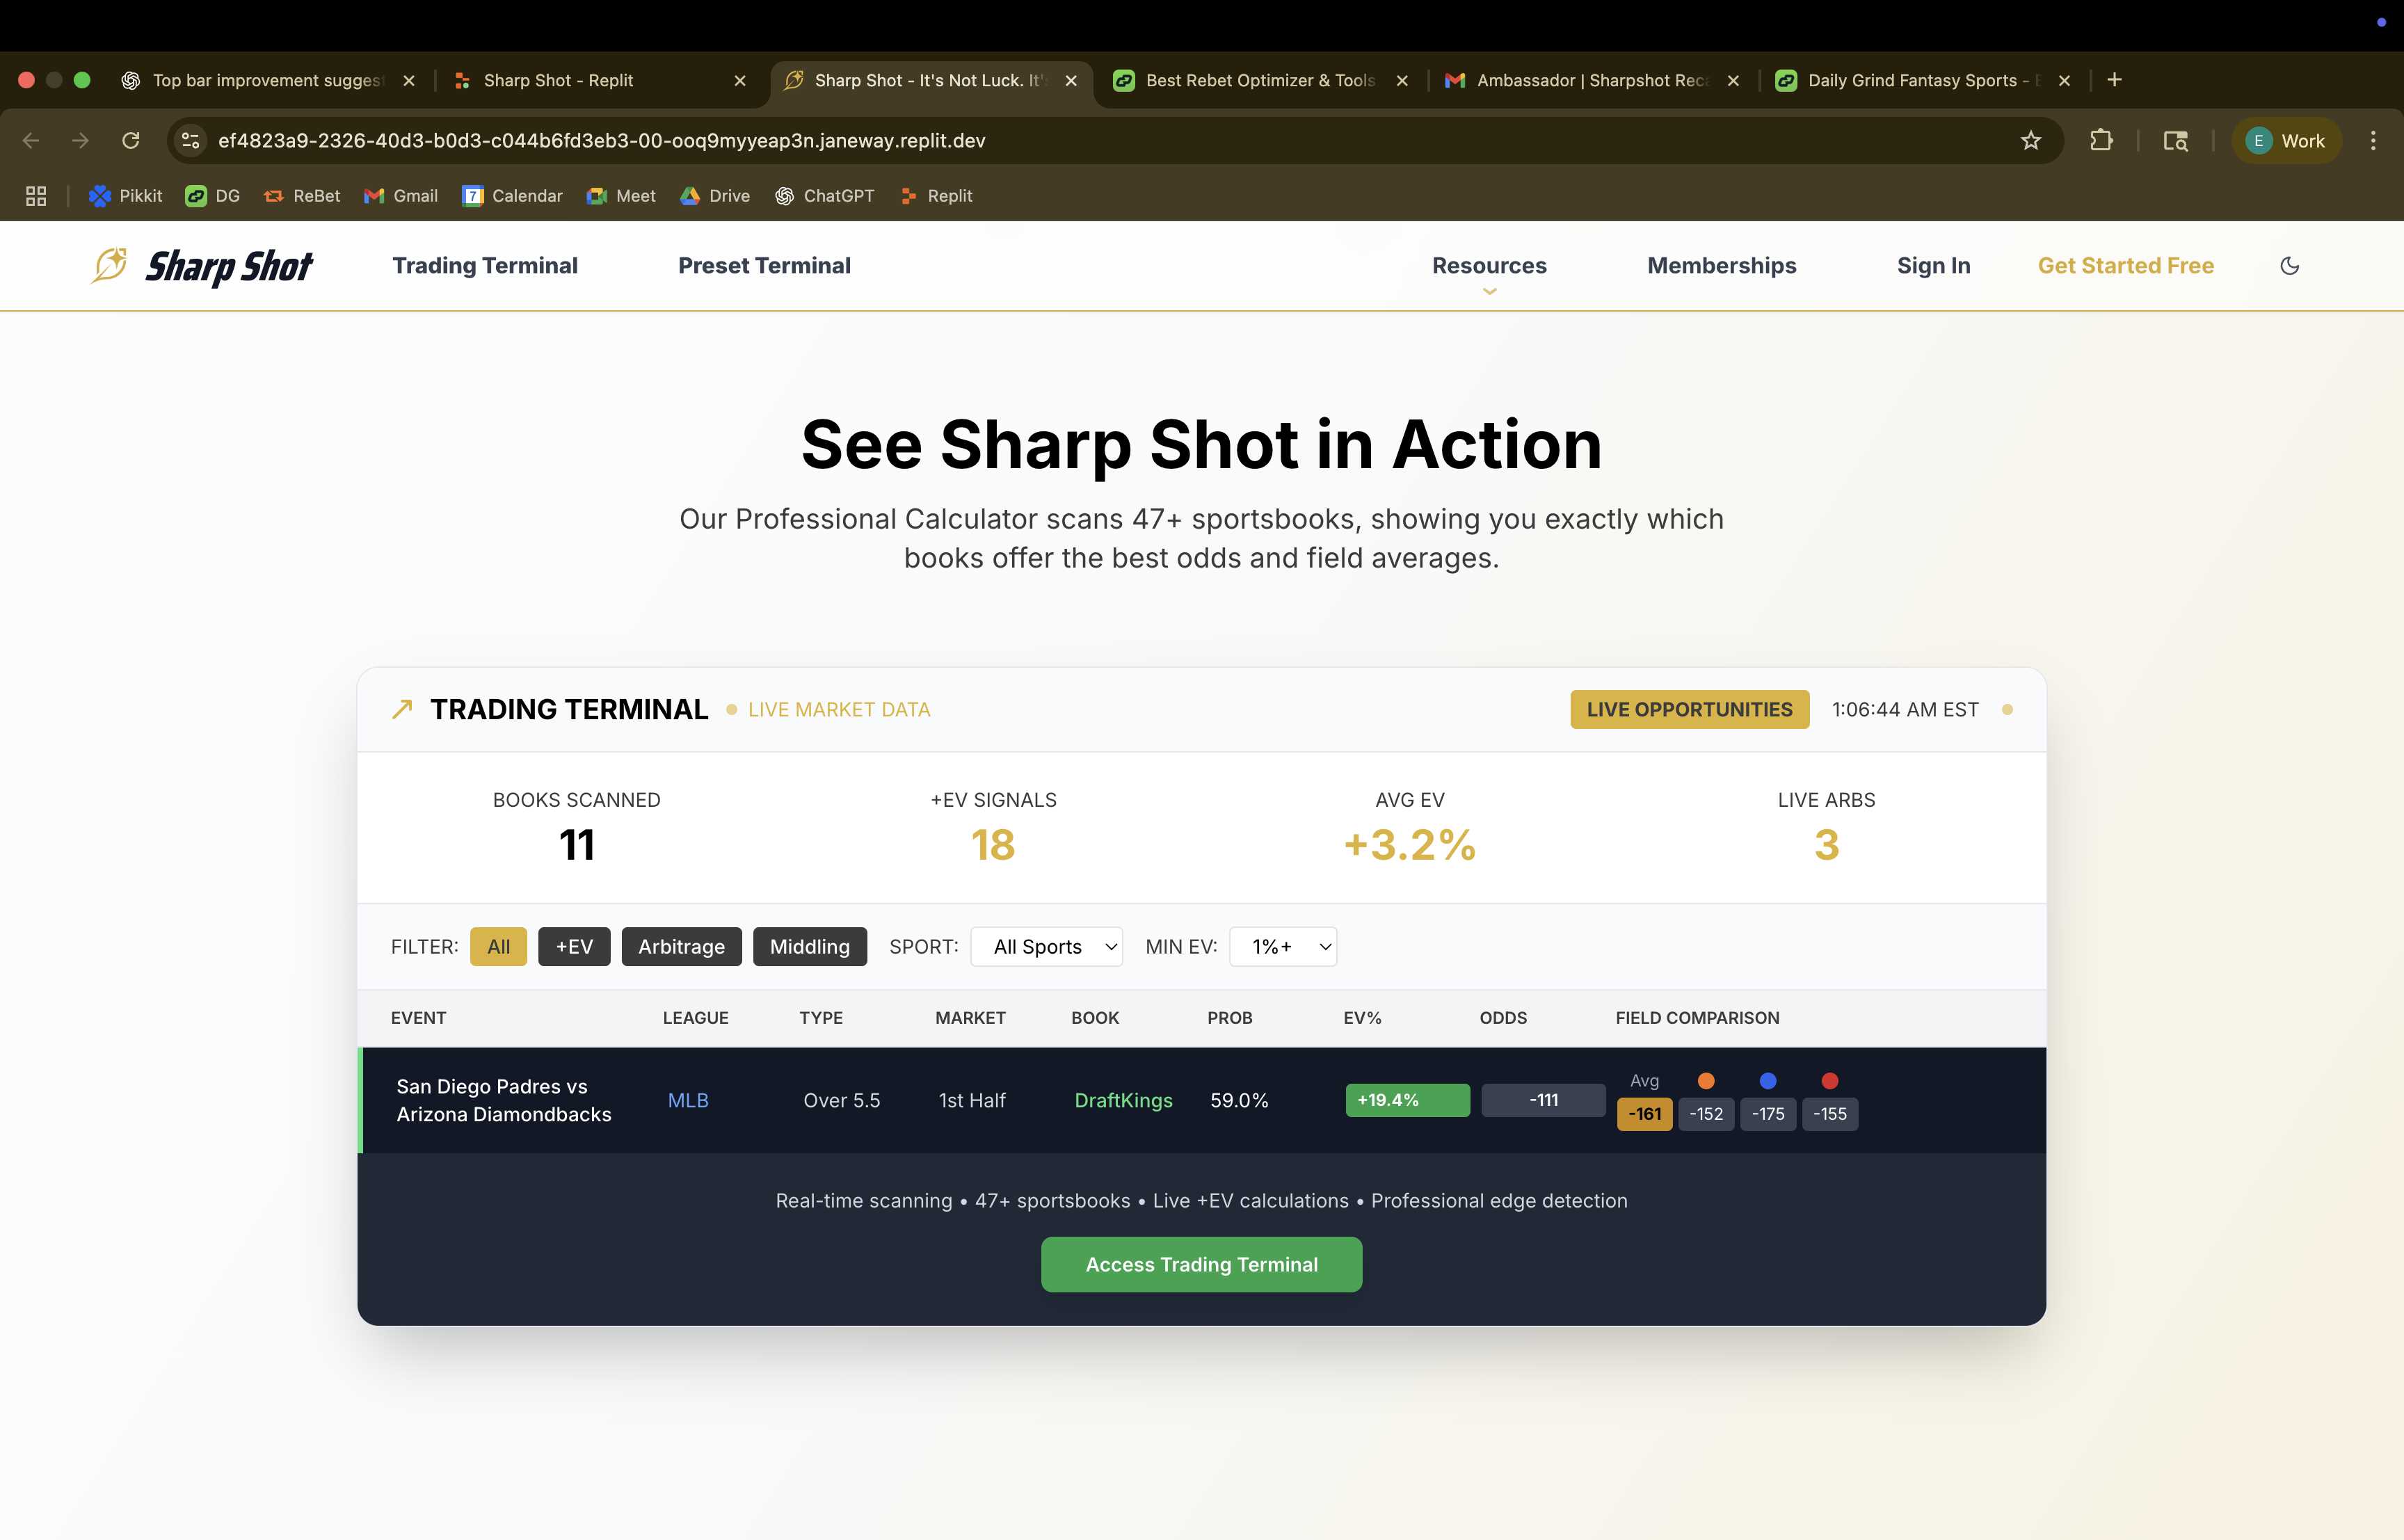 Top bar improvement sugges
Sharp Shot - Replit
Sharp Shot - It's Not Luck. It'
Best Rebet Optimizer & Tools
Ambassador | Sharpshot Rec
Daily Grind Fantasy Sports -
ef4823a9-2326-40d3-b0d3-c044b6fd3eb3-00-ooq9myyeap3n.janeway.replit.dev
E Work
Pikkit
DG
ReBet
Gmail
7 Calendar
Meet
Drive
ChatGPT
Replit
Sharp Shot
Trading Terminal
Preset Terminal
Resources
Memberships
Sign In
Get Started Free
See Sharp Shot in Action
Our Professional Calculator scans 47+ sportsbooks, showing you exactly which
books offer the best odds and field averages.
TRADING TERMINAL LIVE MARKET DATA
LIVE OPPORTUNITIES 1:06:44 AM EST
BOOKS SCANNED
11
+EV SIGNALS
18
AVG EV
+3.2%
LIVE ARBS
3
FILTER: All +EV Arbitrage Middling SPORT: All Sports MIN EV: 1%+
EVENT LEAGUE TYPE MARKET BOOK PROB EV% ODDS FIELD COMPARISON
San Diego Padres vs
Arizona Diamondbacks
MLB
Over 5.5
1st Half
DraftKings
59.0%
+19.4%
-111
Avg
-161 -152 -175 -155
Real-time scanning • 47+ sportsbooks • Live +EV calculations • Professional edge detection
Access Trading Terminal